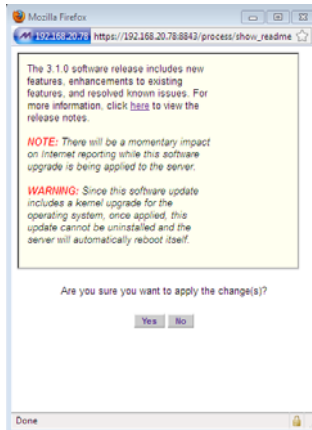 Mozilla Firefox
192.168.20.78 https://192.168.20.78:8843/process/show_readme
The 3.1.0 software release includes new
features, enhancements to existing
features, and resolved known issues. For
more information, click here to view the
release notes.
NOTE: There will be a momentary impact
on Internet reporting while this software
upgrade is being applied to the server.
WARNING: Since this software update
includes a kernel upgrade for the
operating system, once applied, this
update cannot be uninstalled and the
server will automatically reboot itself.
Are you sure you want to apply the change(s)?
Yes No
Done